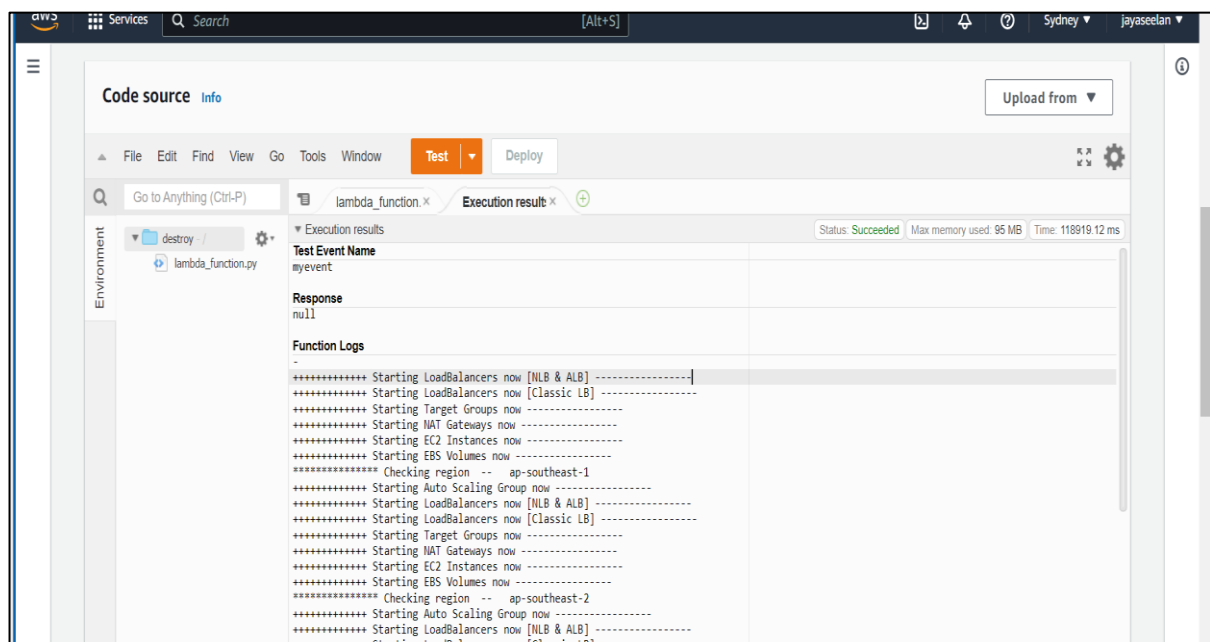 aws Services Search [Alt+S] Sydney ▼ jayaseelan ▼
Code source Info
Upload from ▼
File Edit Find View Go Tools Window Test Deploy
Go to Anything (Ctrl-P)
lambda_function. × Execution result: ×
Environment
destroy - /
lambda_function.py
▼ Execution results
Status: Succeeded Max memory used: 95 MB Time: 118919.12 ms
Test Event Name
myevent
Response
null
Function Logs
-
+++++++++++++ Starting LoadBalancers now [NLB & ALB] -----------------
+++++++++++++ Starting LoadBalancers now [Classic LB] -----------------
+++++++++++++ Starting Target Groups now -----------------
+++++++++++++ Starting NAT Gateways now -----------------
+++++++++++++ Starting EC2 Instances now -----------------
+++++++++++++ Starting EBS Volumes now -----------------
*************** Checking region -- ap-southeast-1
+++++++++++++ Starting Auto Scaling Group now -----------------
+++++++++++++ Starting LoadBalancers now [NLB & ALB] -----------------
+++++++++++++ Starting LoadBalancers now [Classic LB] -----------------
+++++++++++++ Starting Target Groups now -----------------
+++++++++++++ Starting NAT Gateways now -----------------
+++++++++++++ Starting EC2 Instances now -----------------
+++++++++++++ Starting EBS Volumes now -----------------
*************** Checking region -- ap-southeast-2
+++++++++++++ Starting Auto Scaling Group now -----------------
+++++++++++++ Starting LoadBalancers now [NLB & ALB] -----------------